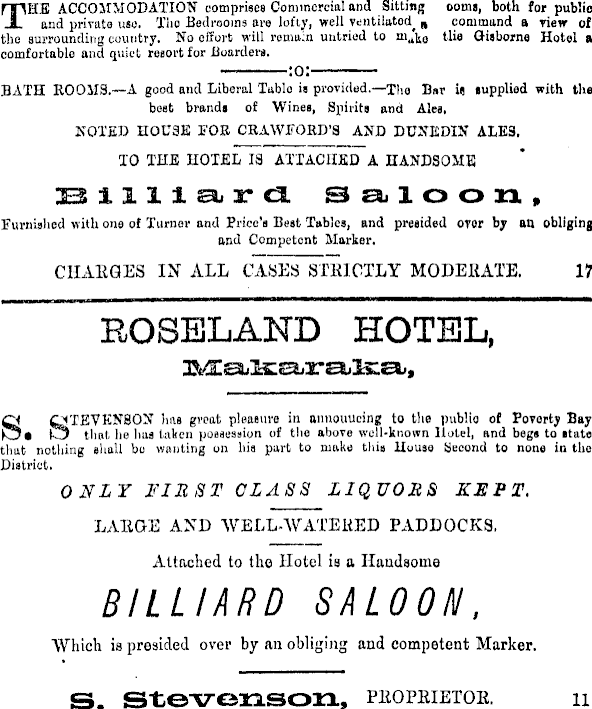 THE ACCOMMODATION comprises Commercial and Sitting ooms, both for public
and private use. The Bedrooms are lofty, well ventilated, command a view of
the surrounding country. No effort will remain untried to make the Gisborne Hotel a
comfortable and quiet resort for Boarders.
:O:
BATH ROOMS.—A good and Liberal Table is provided.—The Bar is supplied with the
best brands of Wines, Spirits and Ales.
NOTED HOUSE FOR CRAWFORD'S AND DUNEDIN ALES.
TO THE HOTEL IS ATTACHED A HANDSOME
Billiard Saloon,
Furnished with one of Turner and Price's Best Tables, and presided over by an obliging
and Competent Marker.
CHARGES IN ALL CASES STRICTLY MODERATE. 17
ROSELAND HOTEL,
Makaraka,
S. STEVENSON has great pleasure in announcing to the public of Poverty Bay
that he has taken possession of the above well-known Hotel, and begs to state
that nothing shall be wanting on his part to make this House Second to none in the
District.
ONLY FIRST CLASS LIQUORS KEPT.
LARGE AND WELL-WATERED PADDOCKS.
Attached to the Hotel is a Handsome
BILLIARD SALOON,
Which is presided over by an obliging and competent Marker.
S. Stevenson, PROPRIETOR. 11